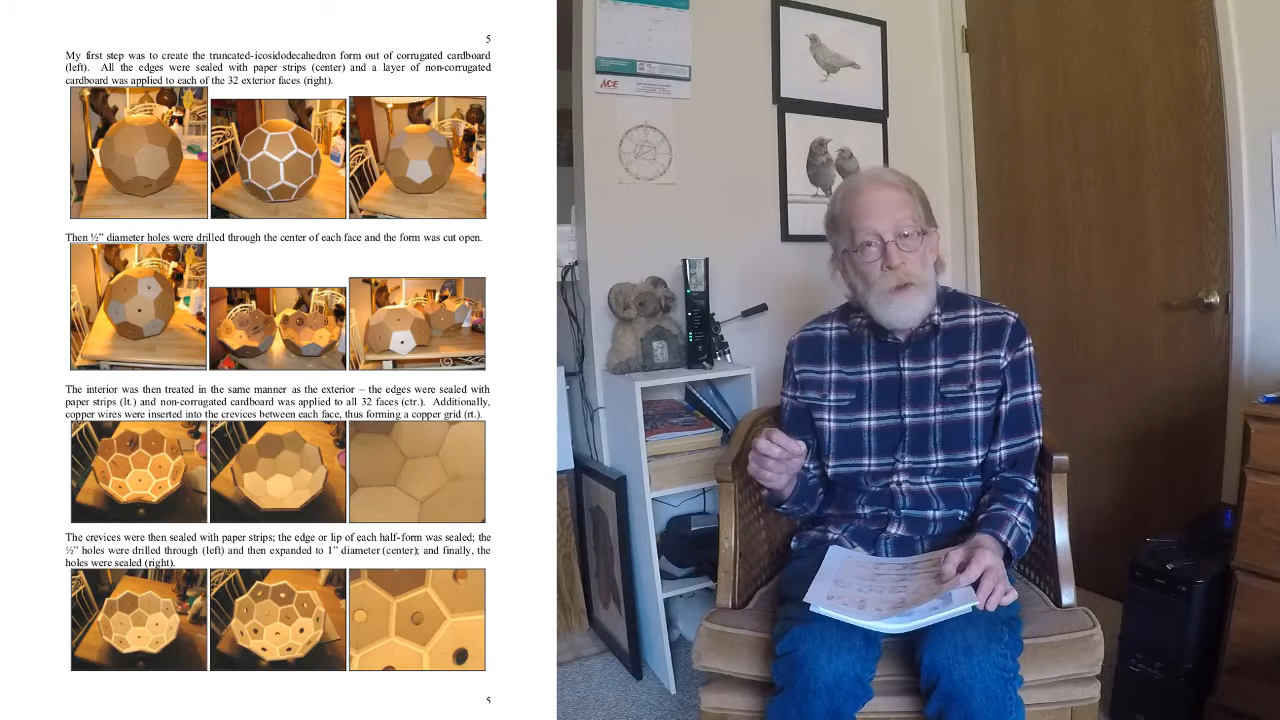 5
My first step was to create the truncated-icosidodecahedron form out of corrugated cardboard
(left). All the edges were sealed with paper strips (center) and a layer of non-corrugated
cardboard was applied to each of the 32 exterior faces (right).
Then ½” diameter holes were drilled through the center of each face and the form was cut open.
The interior was then treated in the same manner as the exterior – the edges were sealed with
paper strips (lt.) and non-corrugated cardboard was applied to all 32 faces (ctr.). Additionally,
copper wires were inserted into the crevices between each face, thus forming a copper grid (rt.).
The crevices were then sealed with paper strips; the edge or lip of each half-form was sealed; the
½” holes were drilled through (left) and then expanded to 1” diameter (center); and finally, the
holes were sealed (right).
5
ACE